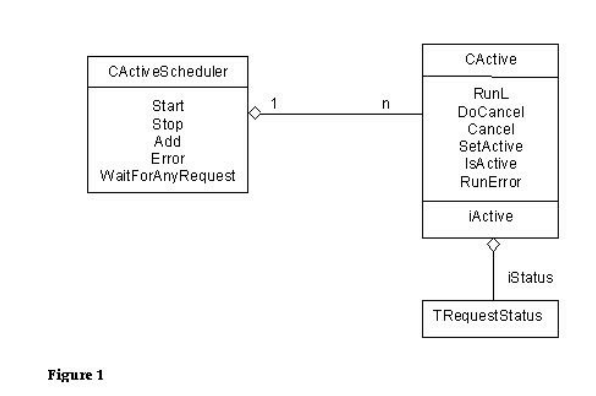 CActiveScheduler
Start
Stop
Add
Error
WaitForAnyRequest
1
n
CActive
RunL
DoCancel
Cancel
SetActive
IsActive
RunError
iActive
iStatus
TRequestStatus
Figure 1